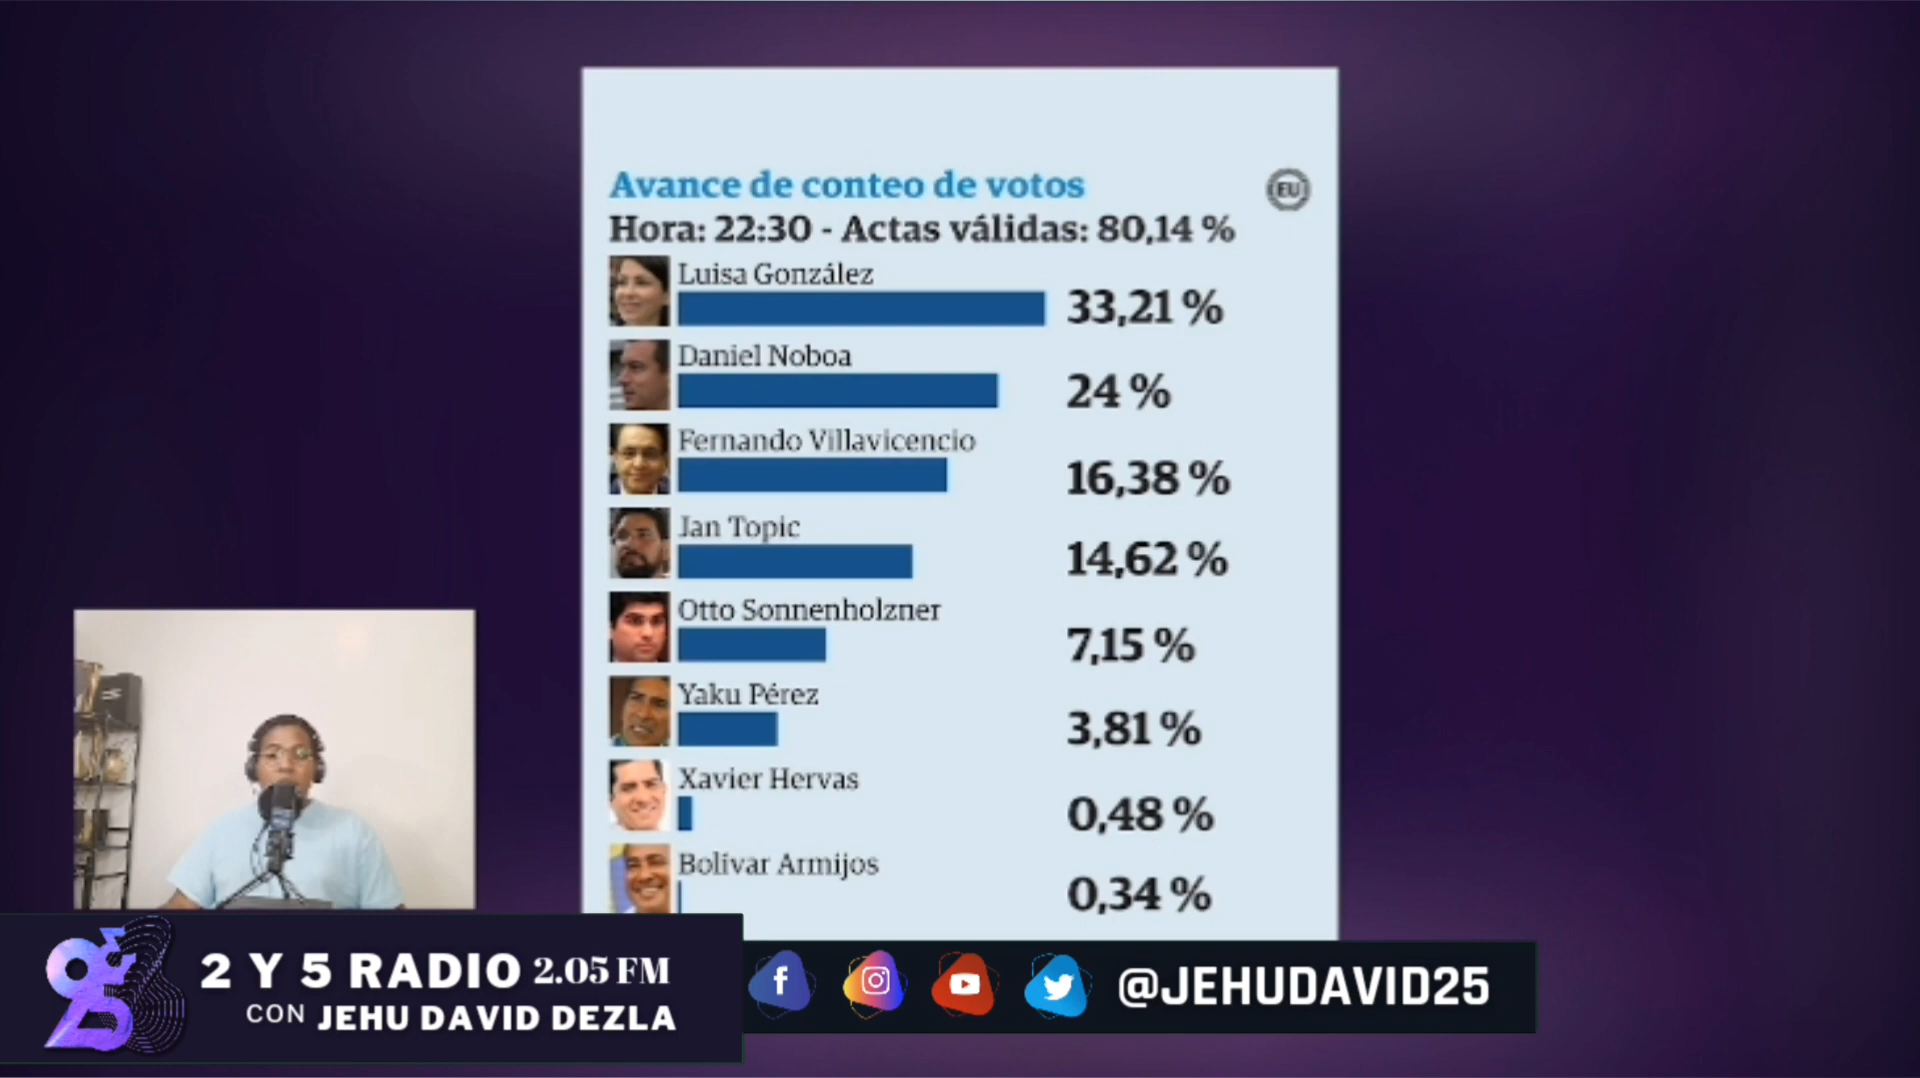 Avance de conteo de votos
EU
Hora: 22:30 - Actas válidas: 80,14 %
Luisa González
33,21 %
Daniel Noboa
24 %
Fernando Villavicencio
16,38 %
Jan Topic
14,62 %
Otto Sonnenholzner
7,15 %
Yaku Pérez
3,81 %
Xavier Hervas
0,48 %
Bolívar Armijos
0,34 %
2 Y 5 RADIO 2.05 FM
CON JEHU DAVID DEZLA
@JEHUDAVID25